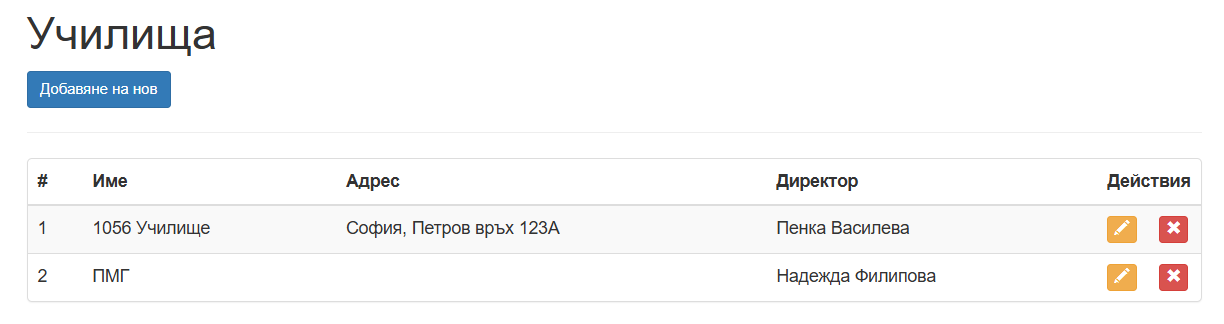 Училища
Добавяне на нов
# Име Адрес Директор Действия
1 1056 Училище София, Петров връх 123А Пенка Василева
2 ПМГ Надежда Филипова